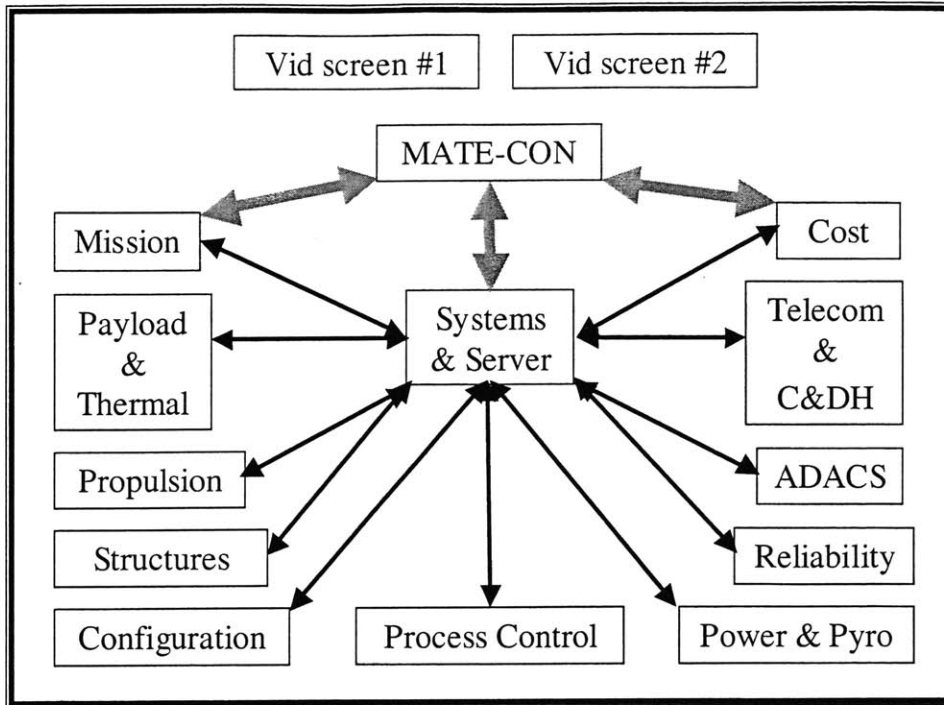 Vid screen #1
Vid screen #2
MATE-CON
Mission
Cost
Payload
&
Thermal
Systems
& Server
Telecom
&
C&DH
Propulsion
ADACS
Structures
Reliability
Configuration
Process Control
Power & Pyro